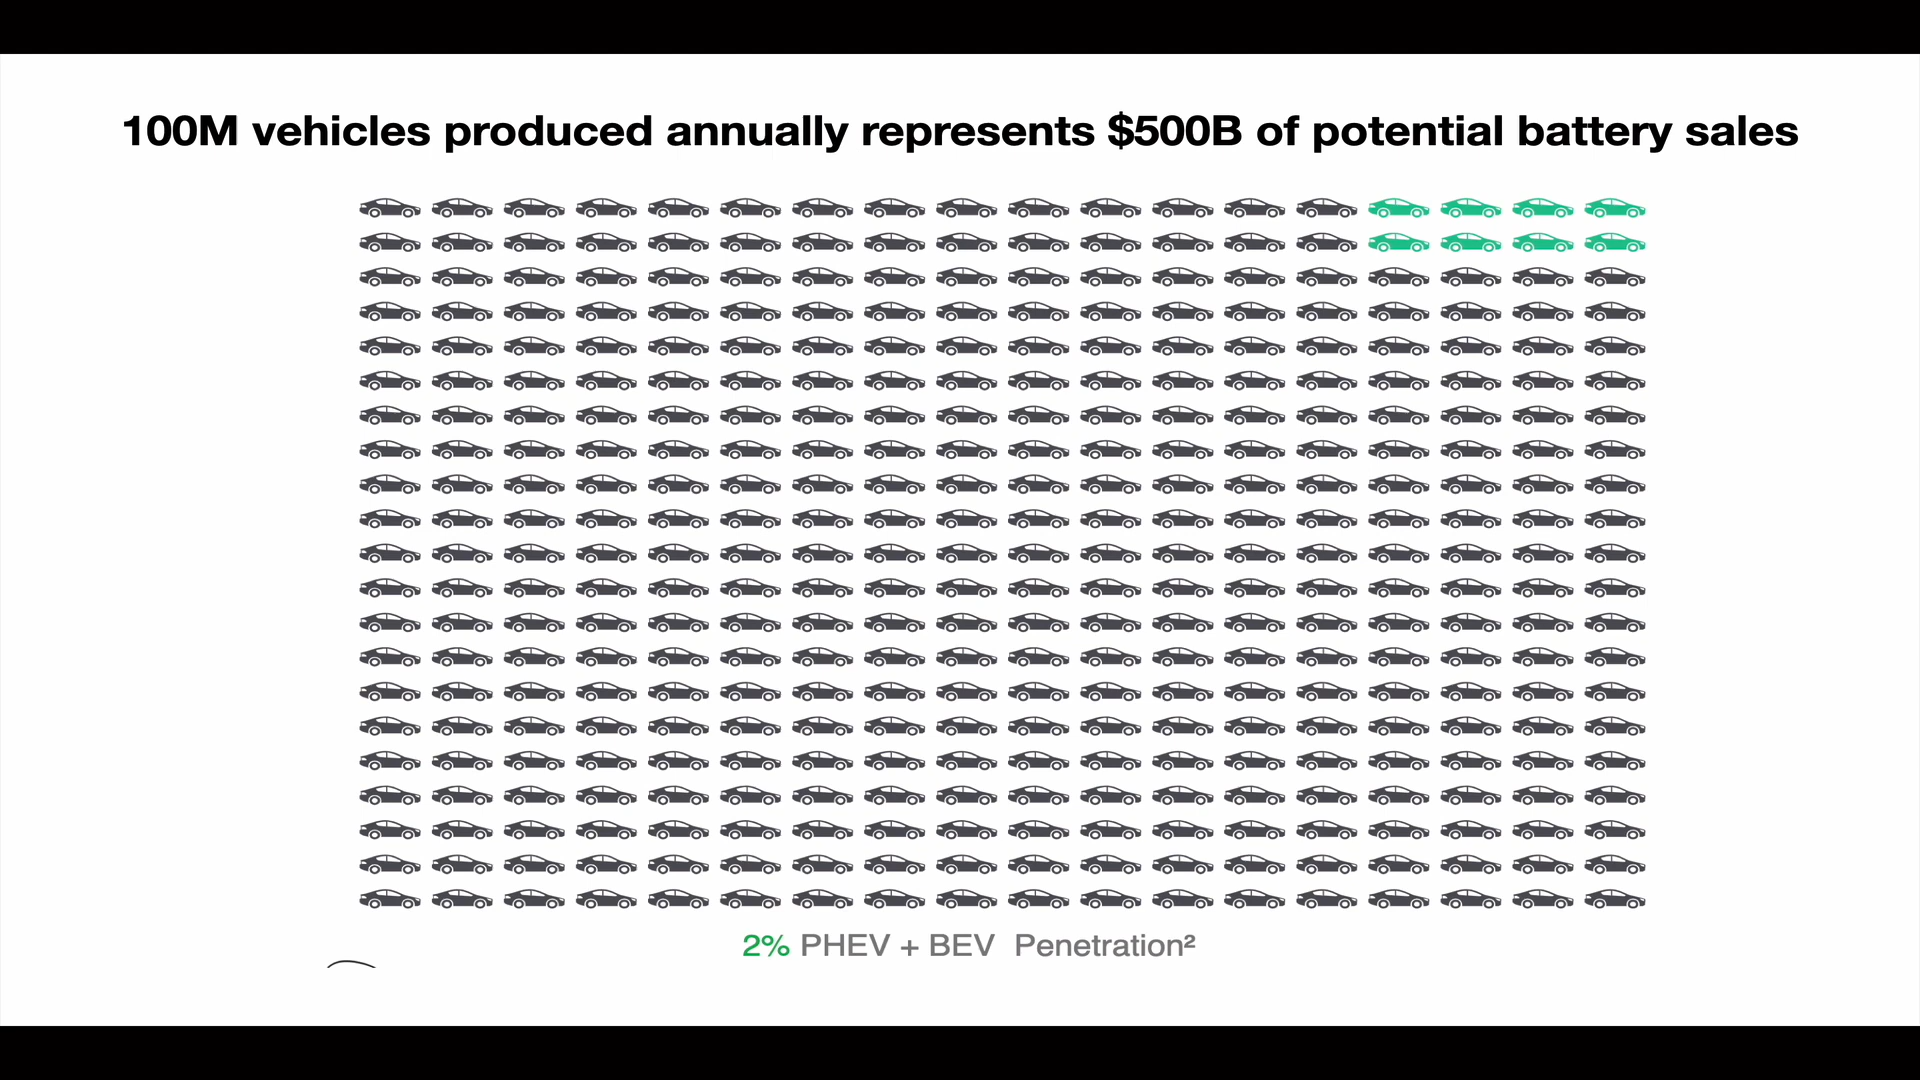 100M vehicles produced annually represents $500B of potential battery sales
2% PHEV + BEV Penetration²